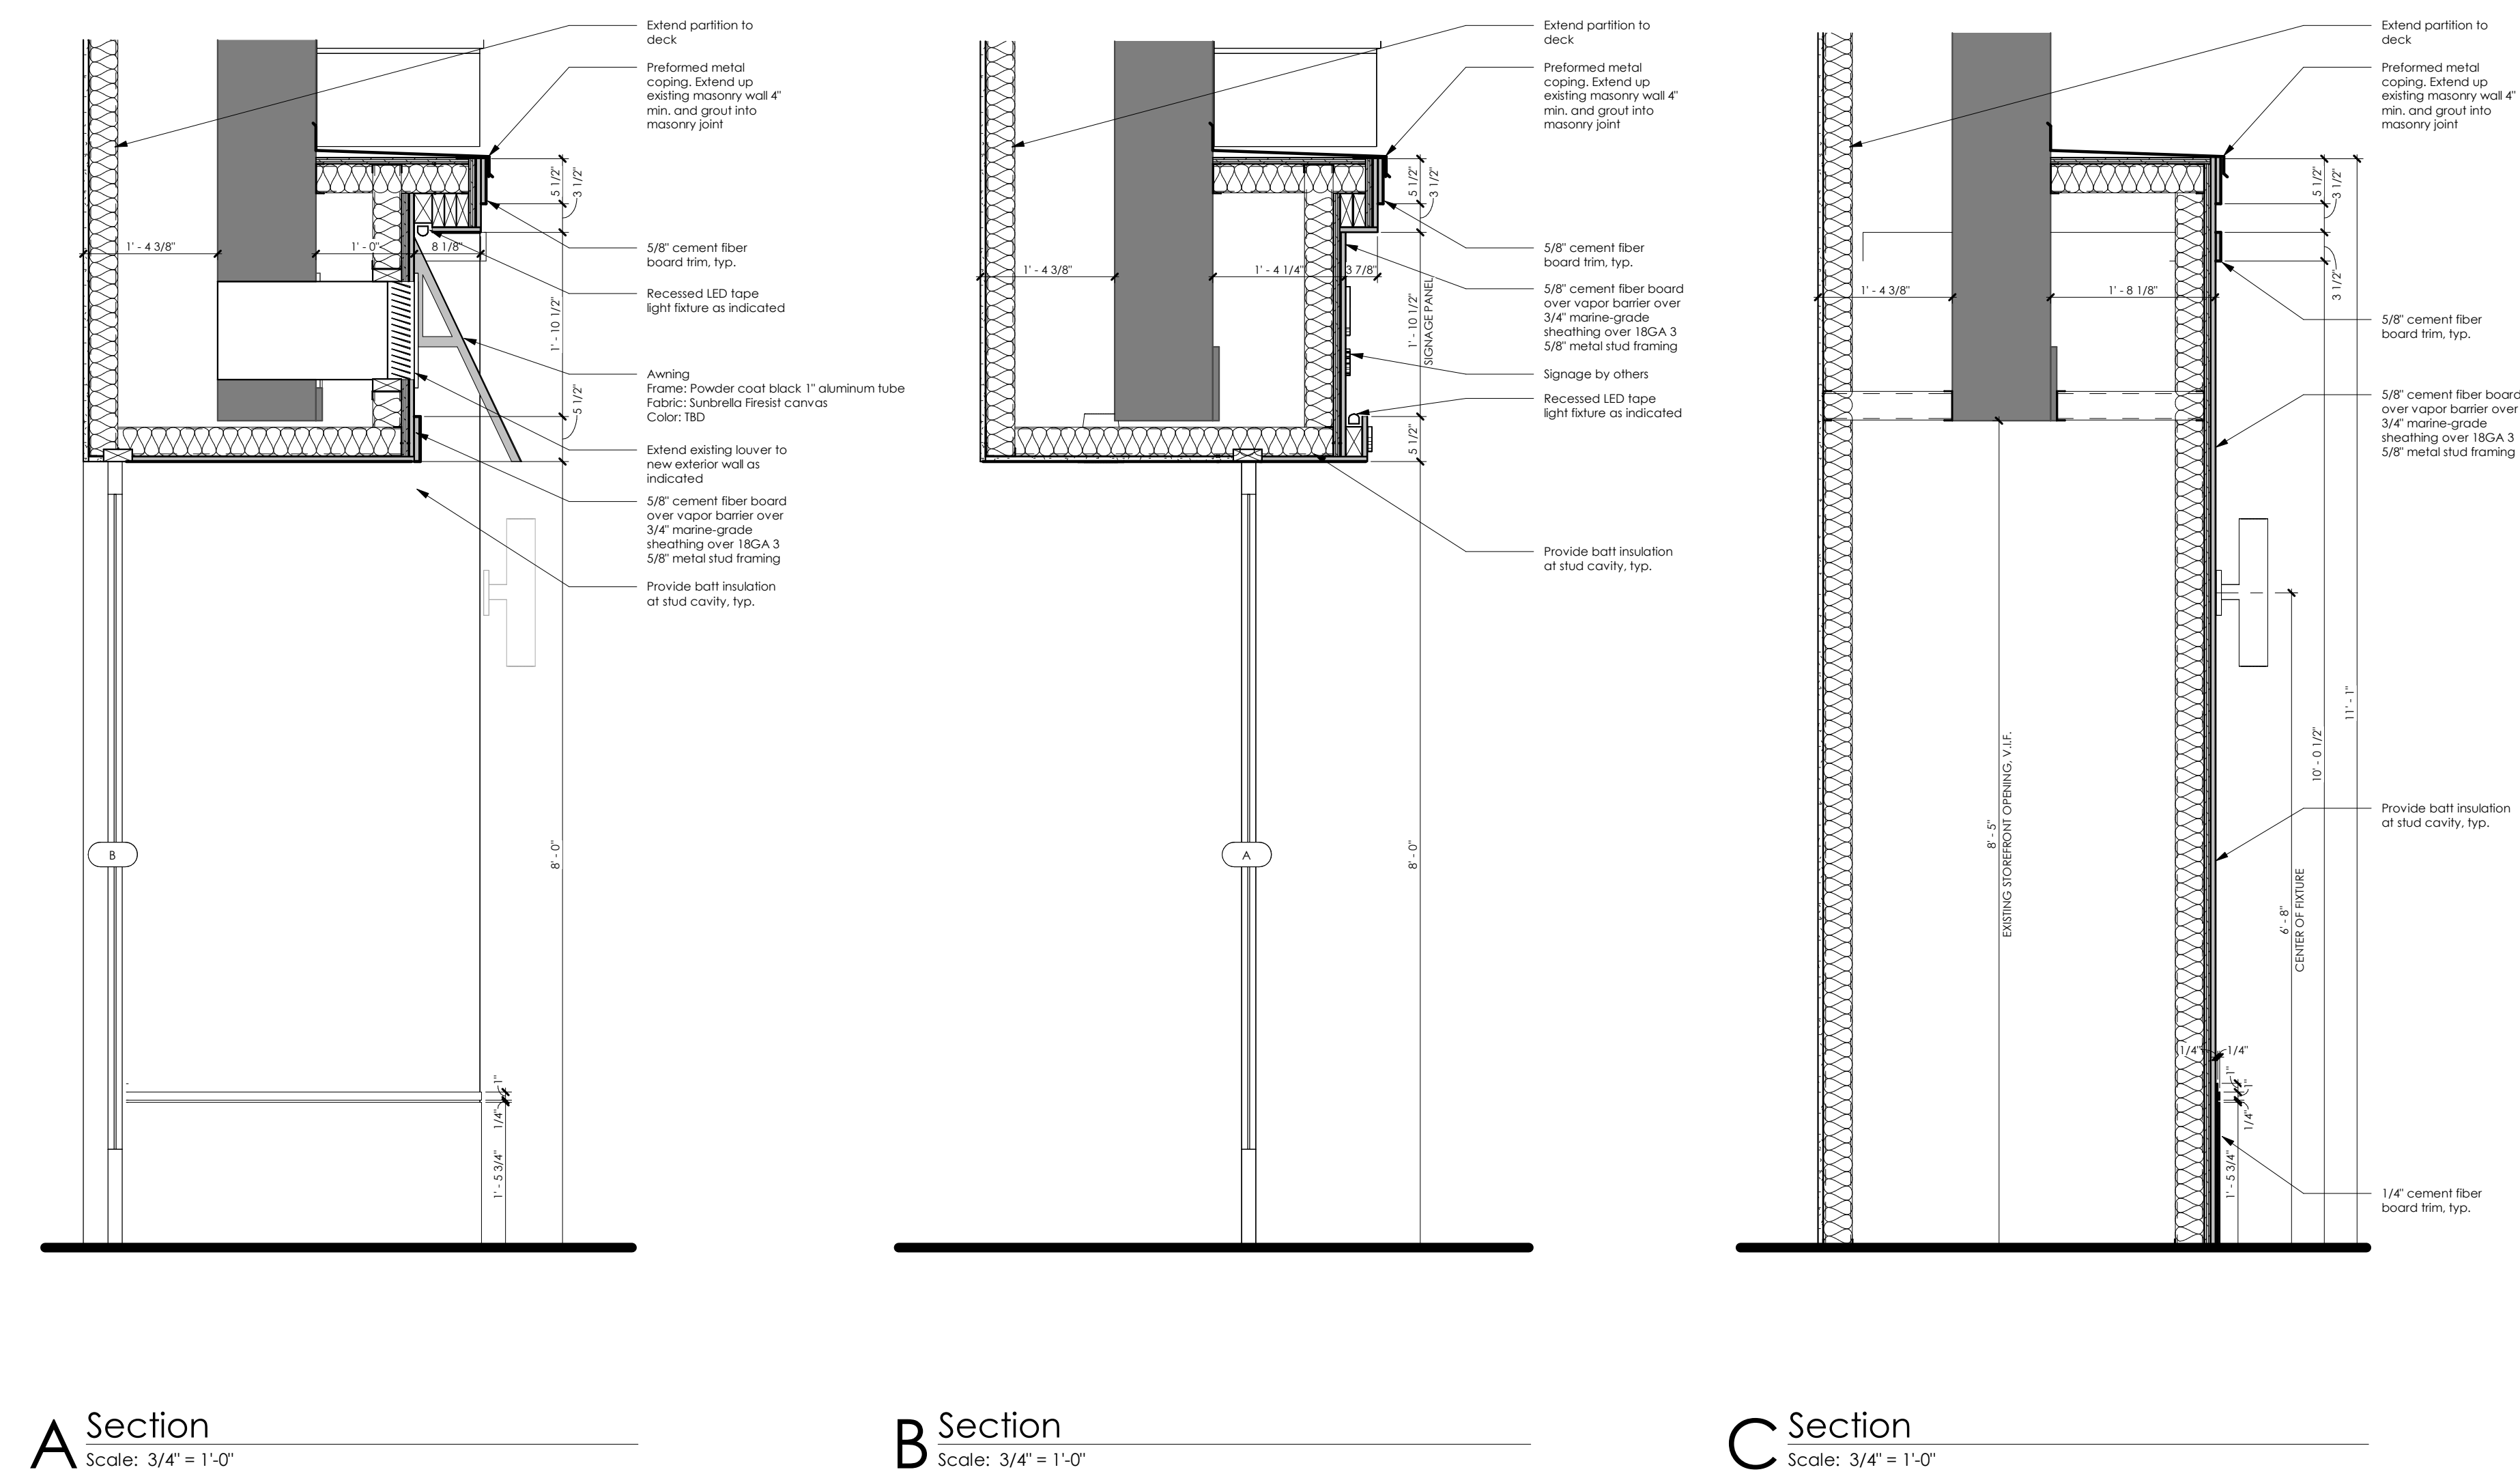 Extend partition to
deck
Preformed metal
coping. Extend up
existing masonry wall 4"
min. and grout into
masonry joint
5 1/2"
3 1/2"
1' - 4 3/8"
1' - 0"
8 1/8"
5/8" cement fiber
board trim, typ.
Recessed LED tape
light fixture as indicated
1' - 10 1/2"
Awning
Frame: Powder coat black 1" aluminum tube
Fabric: Sunbrella Firesist canvas
Color: TBD
5 1/2"
Extend existing louver to
new exterior wall as
indicated
5/8" cement fiber board
over vapor barrier over
3/4" marine-grade
sheathing over 18GA 3
5/8" metal stud framing
Provide batt insulation
at stud cavity, typ.
B
8' - 0"
1"
1/4"
1' - 5 3/4"
A Section
Scale: 3/4" = 1'-0"
Extend partition to
deck
Preformed metal
coping. Extend up
existing masonry wall 4"
min. and grout into
masonry joint
5 1/2"
3 1/2"
5/8" cement fiber
board trim, typ.
1' - 4 3/8"
1' - 4 1/4"
3 7/8"
5/8" cement fiber board
over vapor barrier over
3/4" marine-grade
sheathing over 18GA 3
5/8" metal stud framing
1' - 10 1/2"
SIGNAGE PANEL
Signage by others
Recessed LED tape
light fixture as indicated
5 1/2"
Provide batt insulation
at stud cavity, typ.
A
8' - 0"
B Section
Scale: 3/4" = 1'-0"
Extend partition to
deck
Preformed metal
coping. Extend up
existing masonry wall 4"
min. and grout into
masonry joint
5 1/2"
3 1/2"
1' - 4 3/8"
1' - 8 1/8"
3 1/2"
5/8" cement fiber
board trim, typ.
5/8" cement fiber board
over vapor barrier over
3/4" marine-grade
sheathing over 18GA 3
5/8" metal stud framing
11' - 1"
10' - 0 1/2"
8' - 5"
EXISTING STOREFRONT OPENING, V.I.F.
Provide batt insulation
at stud cavity, typ.
6' - 8"
CENTER OF FIXTURE
1/4"
1/4"
1"
1"
1/4"
1' - 5 3/4"
1/4" cement fiber
board trim, typ.
C Section
Scale: 3/4" = 1'-0"